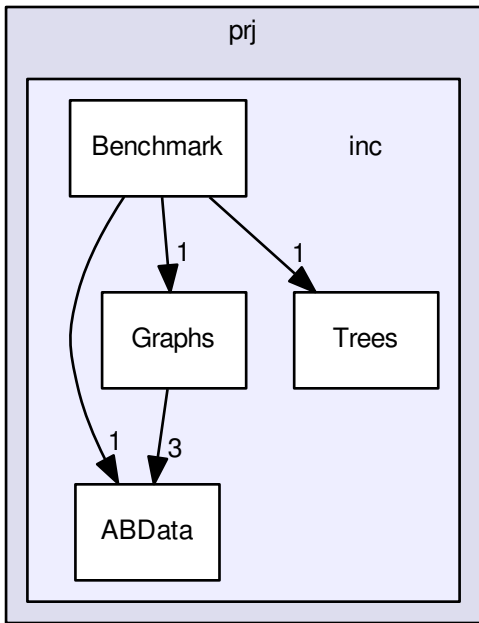 prj
Benchmark
inc
1
1
Graphs
Trees
1
3
ABData